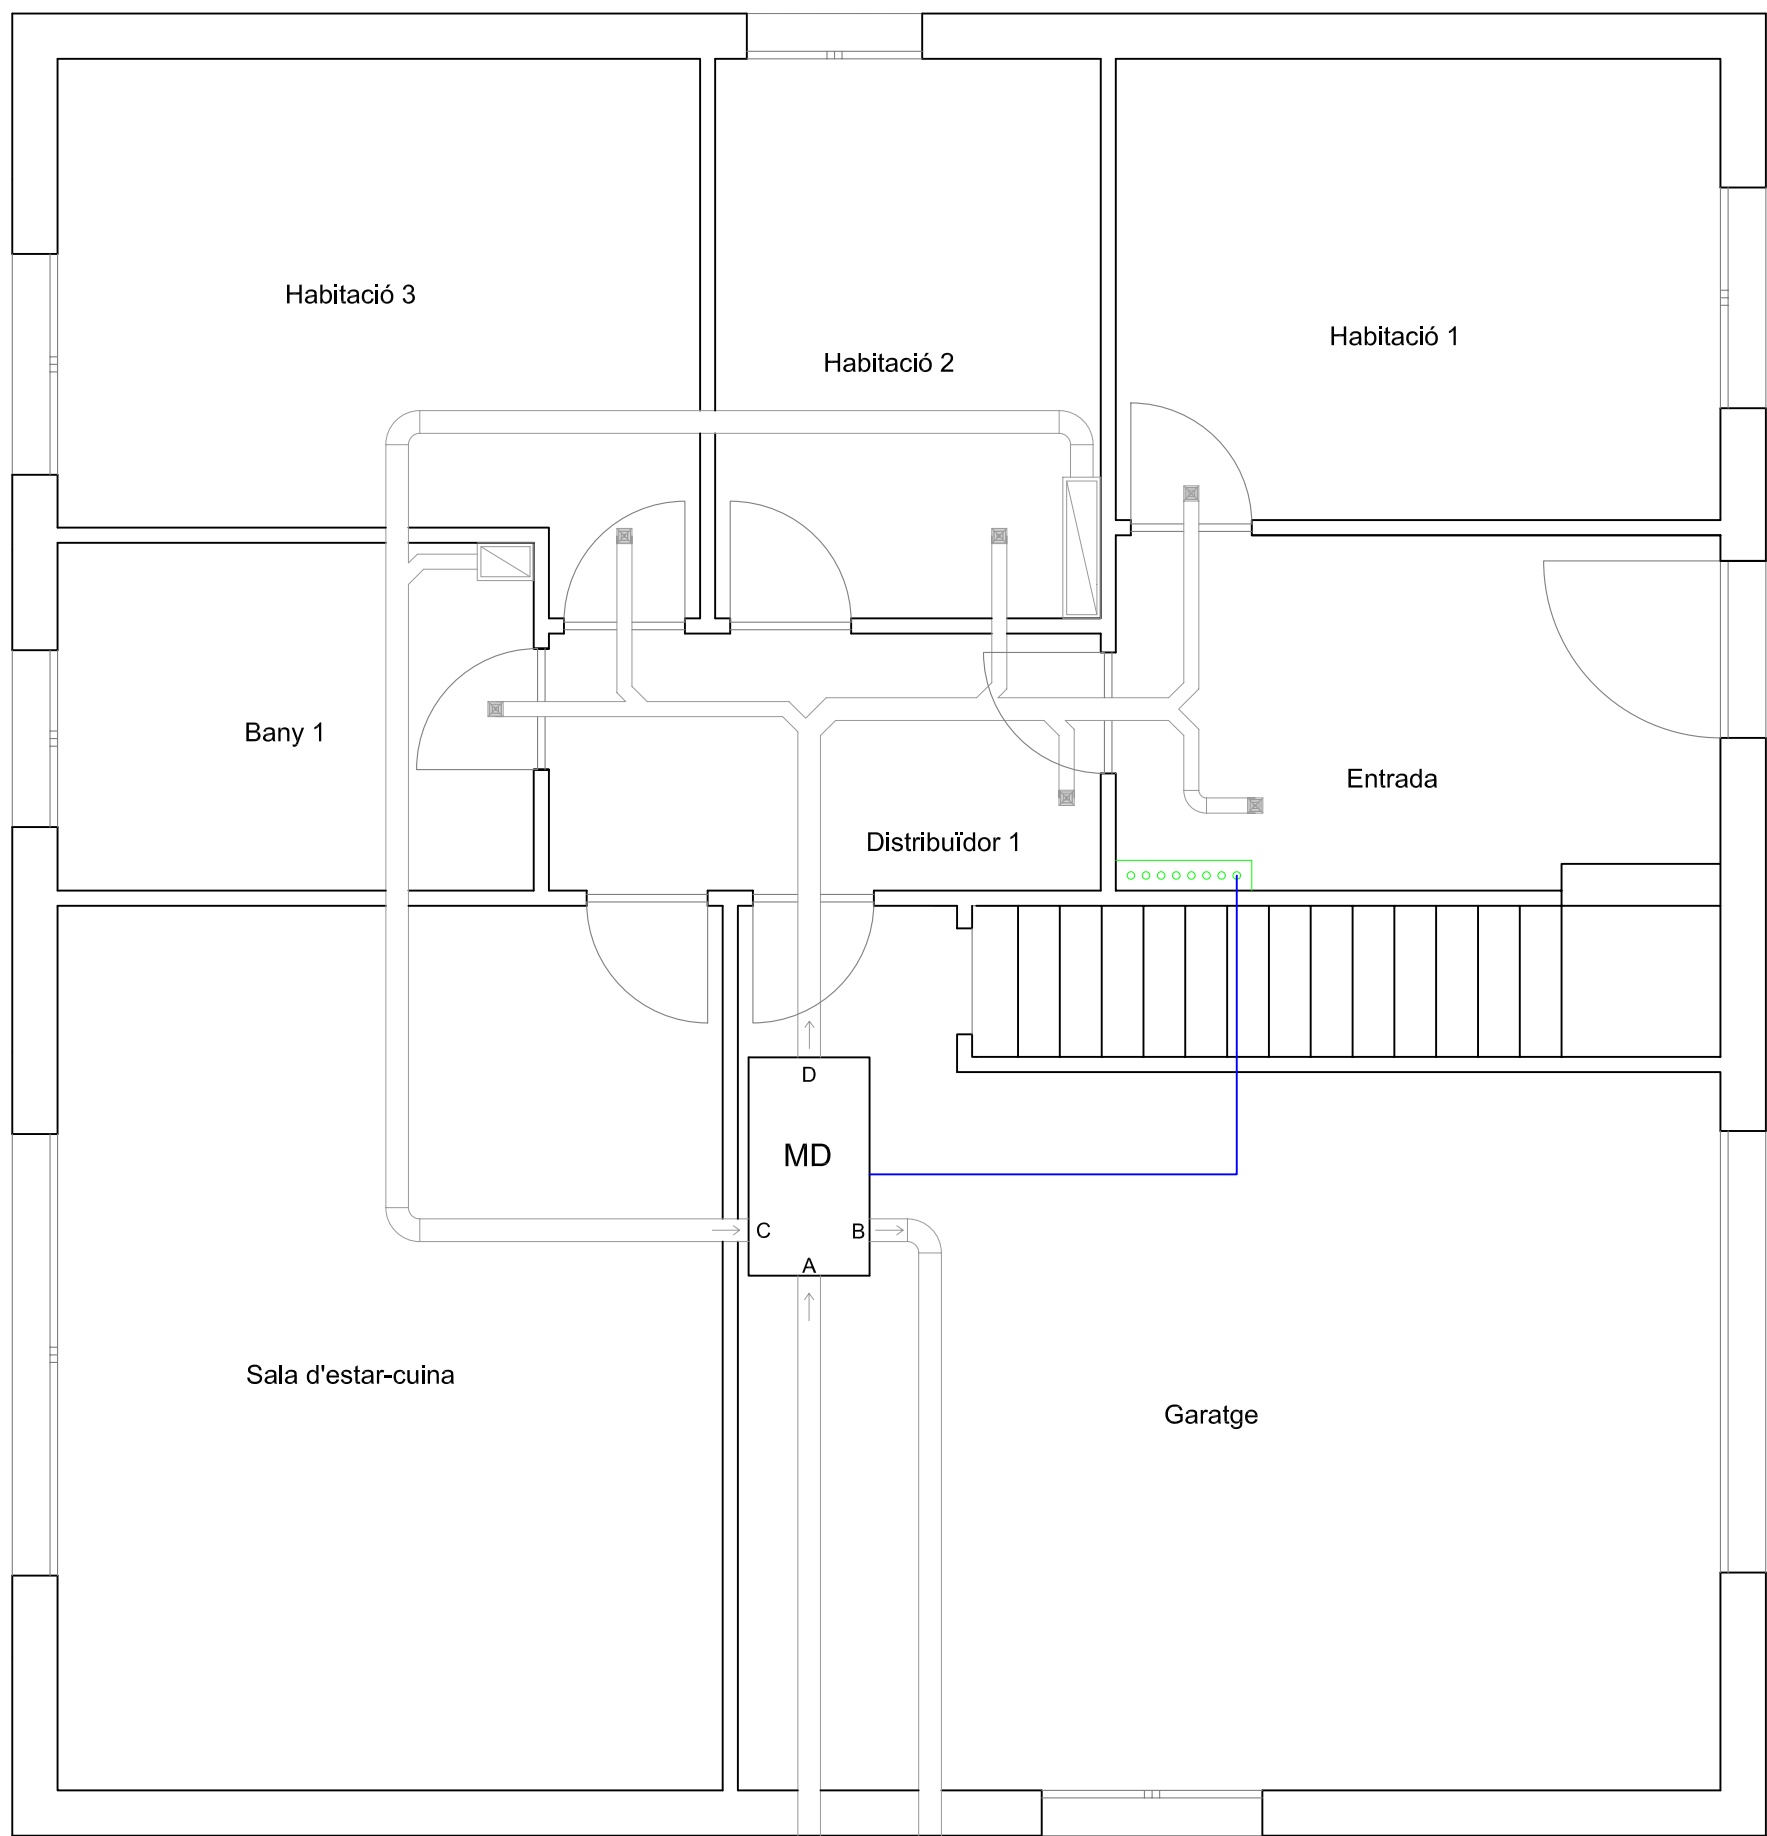 Habitació 3
Habitació 2
Habitació 1
Bany 1
Entrada
Distribuïdor 1
D
MD
C
B
A
Sala d'estar-cuina
Garatge